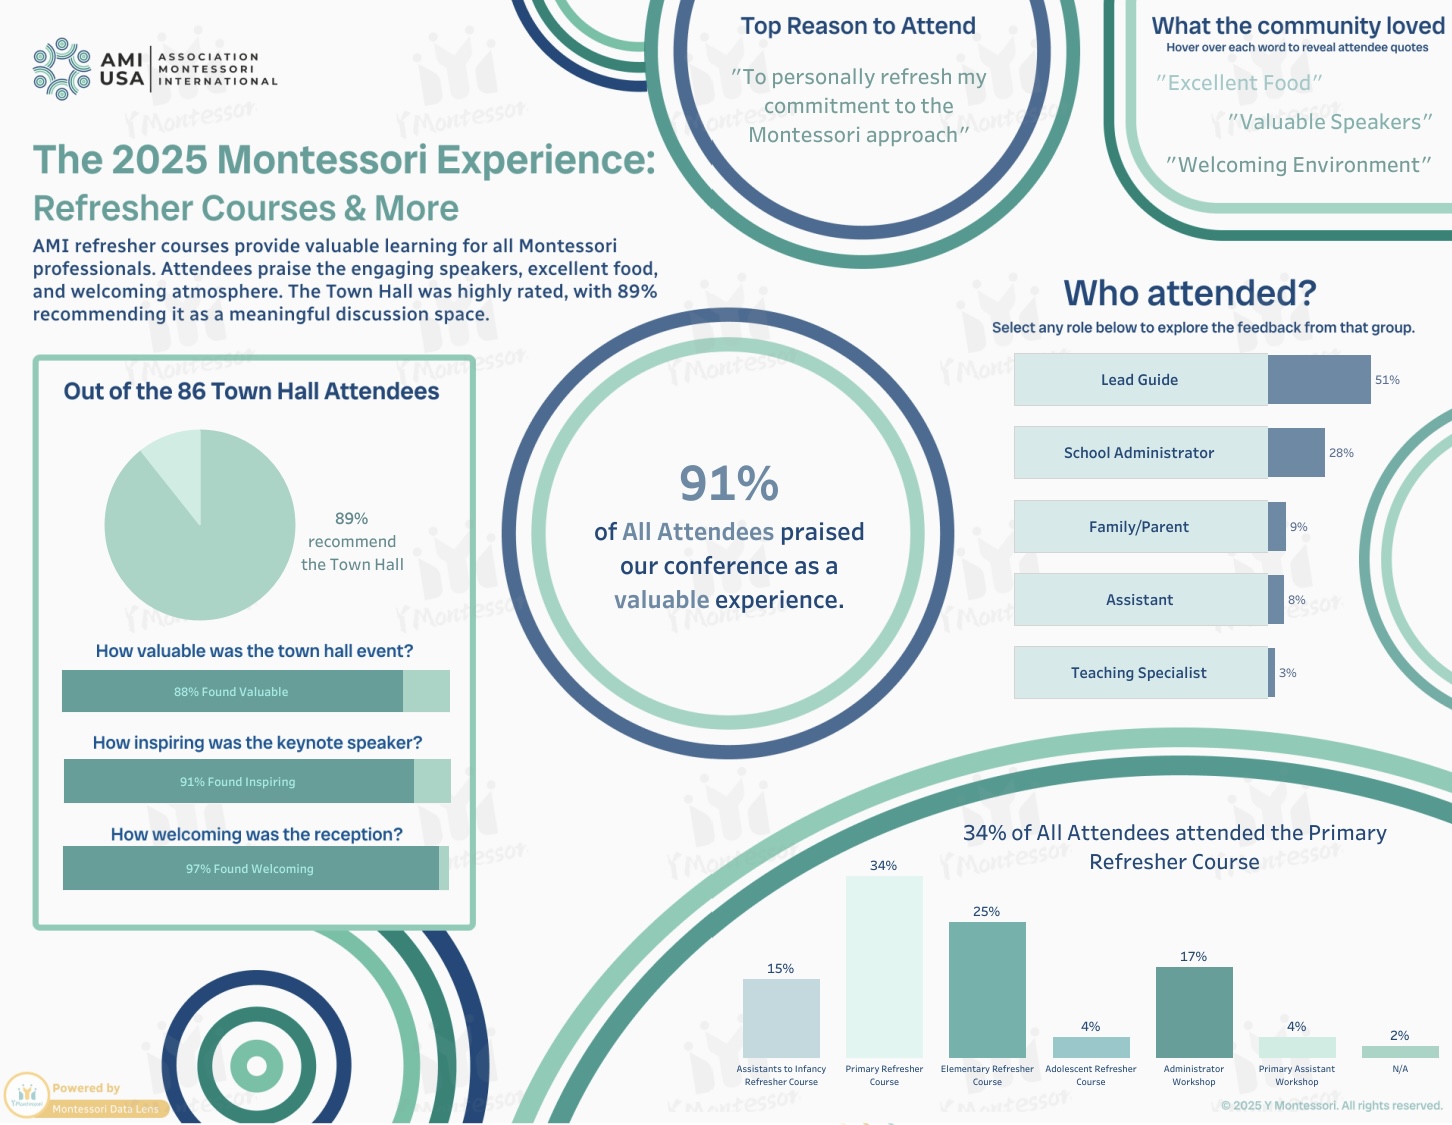 AMI
USA
ASSOCIATION
MONTESSORI
INTERNATIONAL
The 2025 Montessori Experience:
Refresher Courses & More
AMI refresher courses provide valuable learning for all Montessori
professionals. Attendees praise the engaging speakers, excellent food,
and welcoming atmosphere. The Town Hall was highly rated, with 89%
recommending it as a meaningful discussion space.
Top Reason to Attend
"To personally refresh my
commitment to the
Montessori approach"
What the community loved
Hover over each word to reveal attendee quotes
"Excellent Food"
"Valuable Speakers"
"Welcoming Environment"
Out of the 86 Town Hall Attendees
89%
recommend
the Town Hall
How valuable was the town hall event?
88% Found Valuable
How inspiring was the keynote speaker?
91% Found Inspiring
How welcoming was the reception?
97% Found Welcoming
91%
of All Attendees praised
our conference as a
valuable experience.
Who attended?
Select any role below to explore the feedback from that group.
Lead Guide 51%
School Administrator 28%
Family/Parent 9%
Assistant 8%
Teaching Specialist 3%
34% of All Attendees attended the Primary
Refresher Course
15%
34%
25%
4%
17%
4%
2%
Assistants to Infancy
Refresher Course
Primary Refresher
Course
Elementary Refresher
Course
Adolescent Refresher
Course
Administrator
Workshop
Primary Assistant
Workshop
N/A
Powered by
Montessori Data Lens
Y Montessori
© 2025 Y Montessori. All rights reserved.